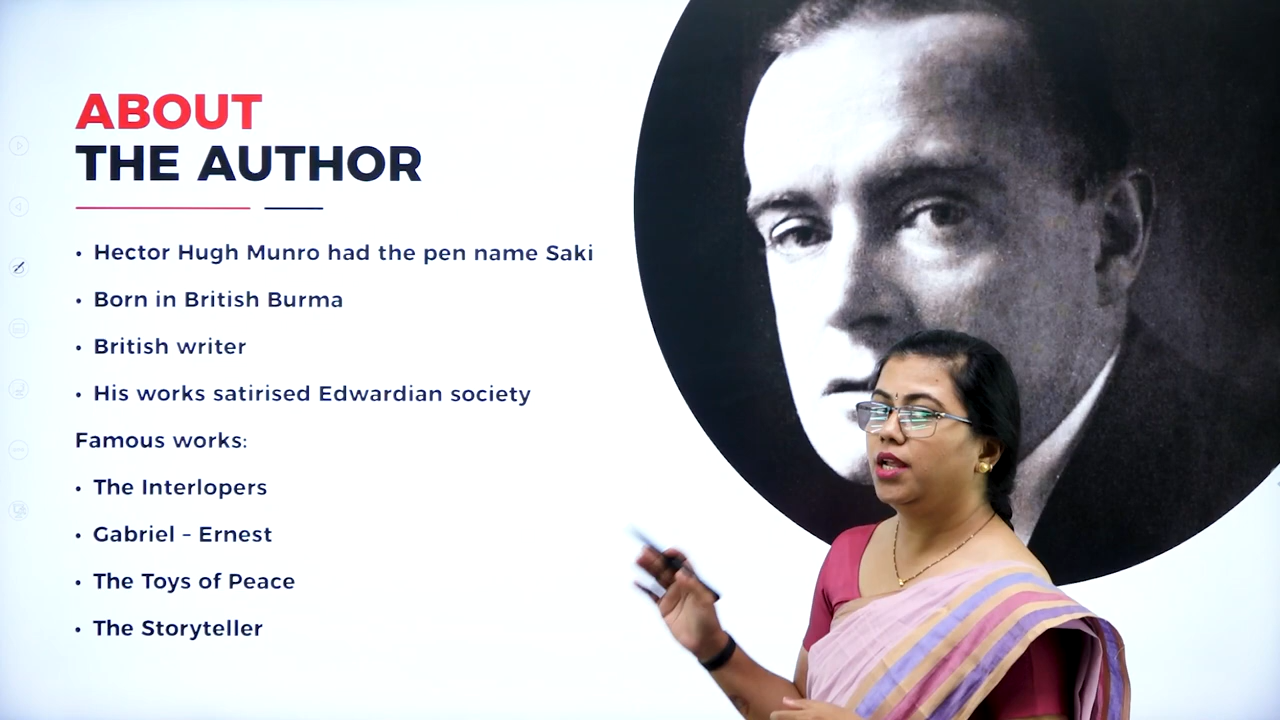 ABOUT
THE AUTHOR
• Hector Hugh Munro had the pen name Saki
• Born in British Burma
• British writer
• His works satirised Edwardian society
Famous works:
• The Interlopers
• Gabriel – Ernest
• The Toys of Peace
• The Storyteller